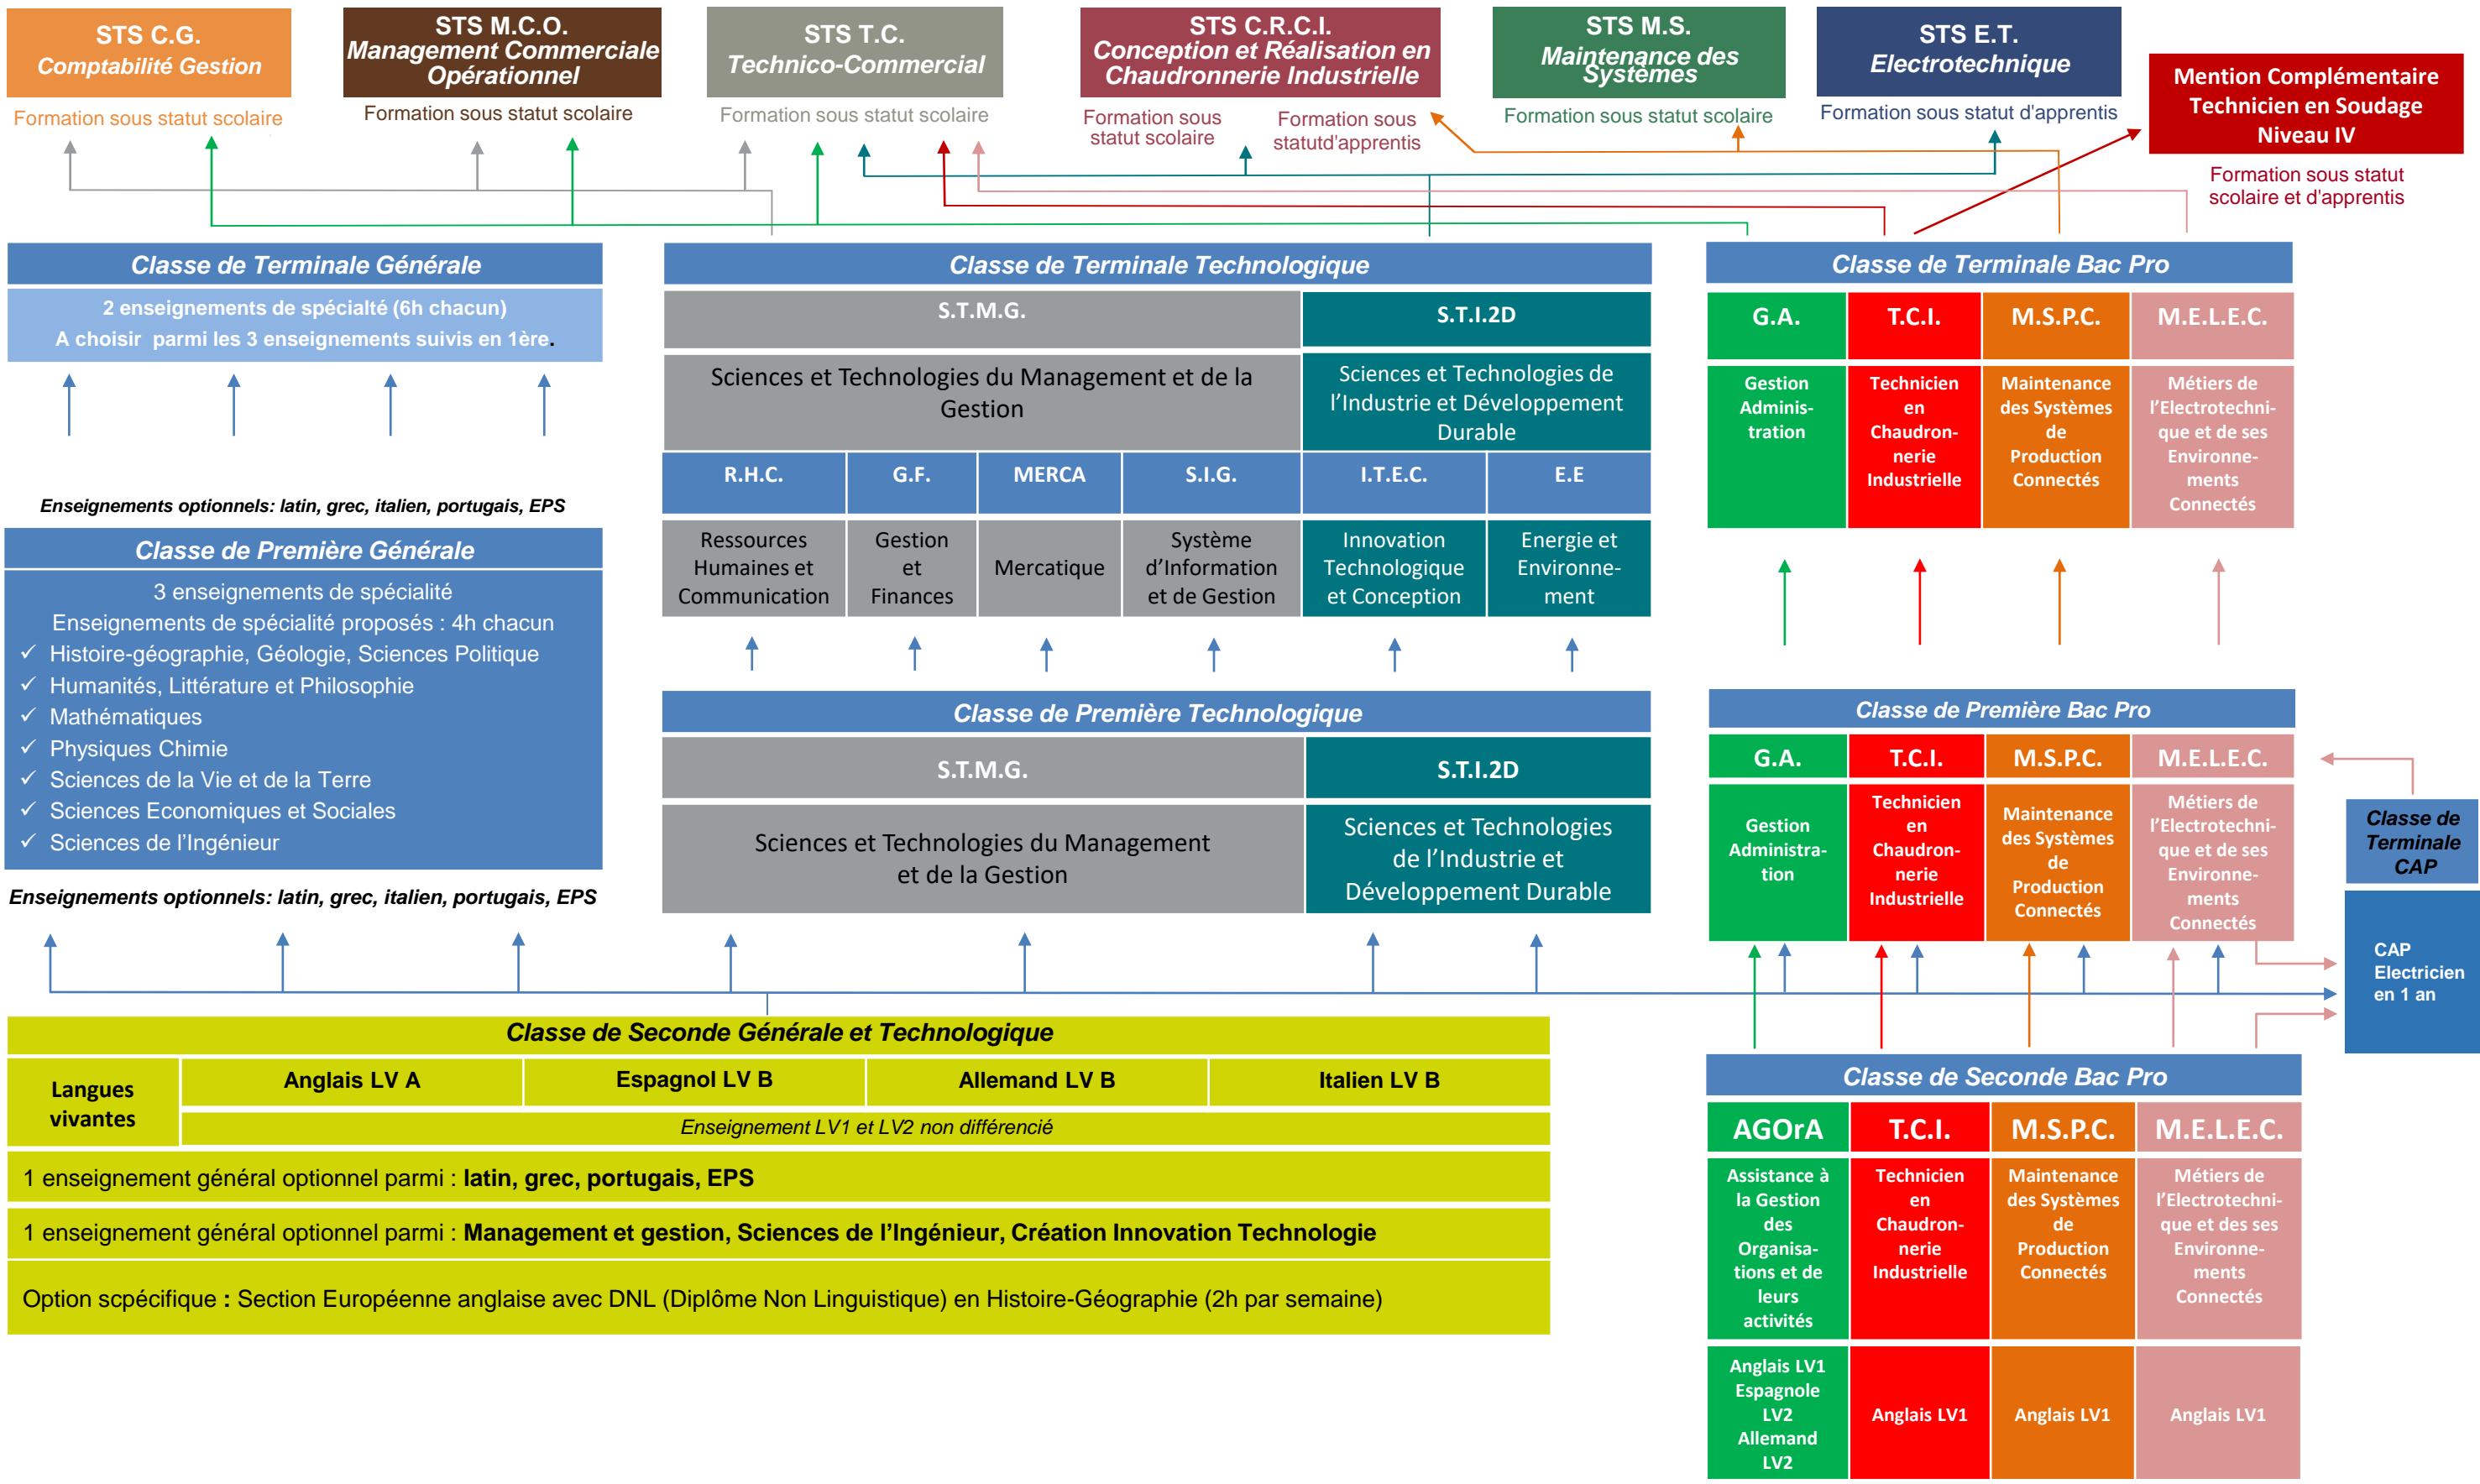 STS C.G.
Comptabilité Gestion
Formation sous statut scolaire
STS M.C.O.
Management Commerciale
Opérationnel
Formation sous statut scolaire
STS T.C.
Technico-Commercial
Formation sous statut scolaire
STS C.R.C.I.
Conception et Réalisation en
Chaudronnerie Industrielle
Formation sous
statut scolaire
Formation sous
statutd'apprentis
STS M.S.
Maintenance des
Systèmes
Formation sous statut scolaire
STS E.T.
Electrotechnique
Formation sous statut d'apprentis
Mention Complémentaire
Technicien en Soudage
Niveau IV
Formation sous statut
scolaire et d'apprentis
Classe de Terminale Générale
2 enseignements de spécialté (6h chacun)
A choisir parmi les 3 enseignements suivis en 1ère.
Enseignements optionnels: latin, grec, italien, portugais, EPS
Classe de Première Générale
3 enseignements de spécialité
Enseignements de spécialité proposés : 4h chacun
✓ Histoire-géographie, Géologie, Sciences Politique
✓ Humanités, Littérature et Philosophie
✓ Mathématiques
✓ Physiques Chimie
✓ Sciences de la Vie et de la Terre
✓ Sciences Economiques et Sociales
✓ Sciences de l'Ingénieur
Enseignements optionnels: latin, grec, italien, portugais, EPS
Classe de Terminale Technologique
S.T.M.G.
S.T.I.2D
Sciences et Technologies du Management et de la
Gestion
Sciences et Technologies de
l'Industrie et Développement
Durable
R.H.C.
G.F.
MERCA
S.I.G.
I.T.E.C.
E.E
Ressources
Humaines et
Communication
Gestion
et
Finances
Mercatique
Système
d'Information
et de Gestion
Innovation
Technologique
et Conception
Energie et
Environne-
ment
Classe de Première Technologique
S.T.M.G.
S.T.I.2D
Sciences et Technologies du Management
et de la Gestion
Sciences et Technologies
de l'Industrie et
Développement Durable
Classe de Terminale Bac Pro
G.A.
T.C.I.
M.S.P.C.
M.E.L.E.C.
Gestion
Adminis-
tration
Technicien
en
Chaudron-
nerie
Industrielle
Maintenance
des Systèmes
de
Production
Connectés
Métiers de
l'Electrotechni-
que et de ses
Environne-
ments
Connectés
Classe de Première Bac Pro
G.A.
T.C.I.
M.S.P.C.
M.E.L.E.C.
Gestion
Administra-
tion
Technicien
en
Chaudron-
nerie
Industrielle
Maintenance
des Systèmes
de
Production
Connectés
Métiers de
l'Electrotechni-
que et de ses
Environne-
ments
Connectés
Classe de
Terminale
CAP
CAP
Electricien
en 1 an
Classe de Seconde Générale et Technologique
Langues
vivantes
Anglais LV A
Espagnol LV B
Allemand LV B
Italien LV B
Enseignement LV1 et LV2 non différencié
1 enseignement général optionnel parmi : latin, grec, portugais, EPS
1 enseignement général optionnel parmi : Management et gestion, Sciences de l'Ingénieur, Création Innovation Technologie
Option scpécifique : Section Européenne anglaise avec DNL (Diplôme Non Linguistique) en Histoire-Géographie (2h par semaine)
Classe de Seconde Bac Pro
AGOrA
T.C.I.
M.S.P.C.
M.E.L.E.C.
Assistance à
la Gestion
des
Organisa-
tions et de
leurs
activités
Technicien
en
Chaudron-
nerie
Industrielle
Maintenance
des Systèmes
de
Production
Connectés
Métiers de
l'Electrotechni-
que et des ses
Environne-
ments
Connectés
Anglais LV1
Espagnole
LV2
Allemand
LV2
Anglais LV1
Anglais LV1
Anglais LV1